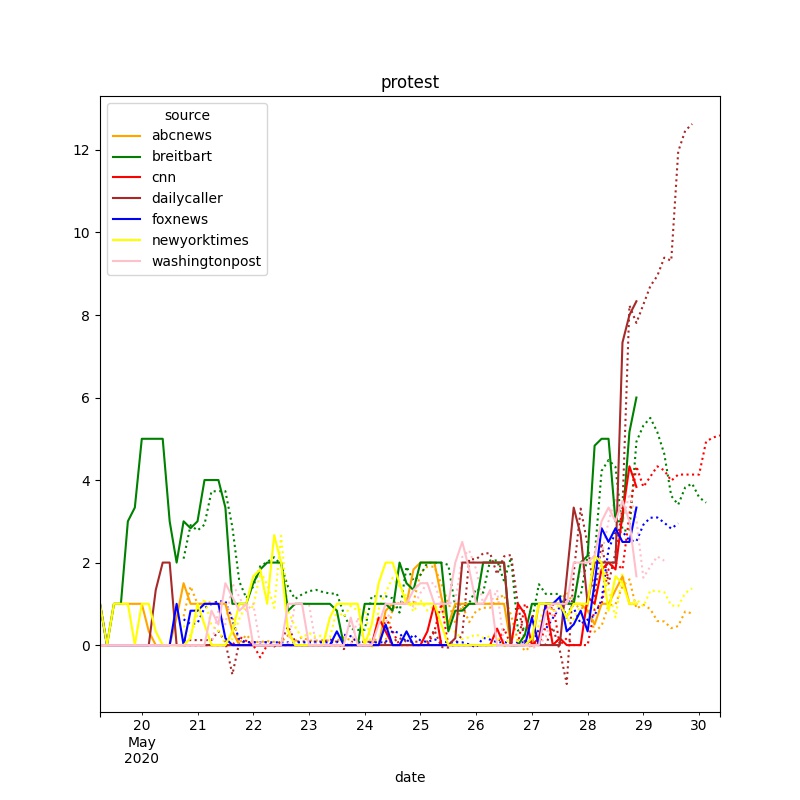 protest
source
abcnews
breitbart
cnn
dailycaller
foxnews
newyorktimes
washingtonpost
12
10
8
6
4
2
0
20 21 22 23 24 25 26 27 28 29 30
May
2020
date